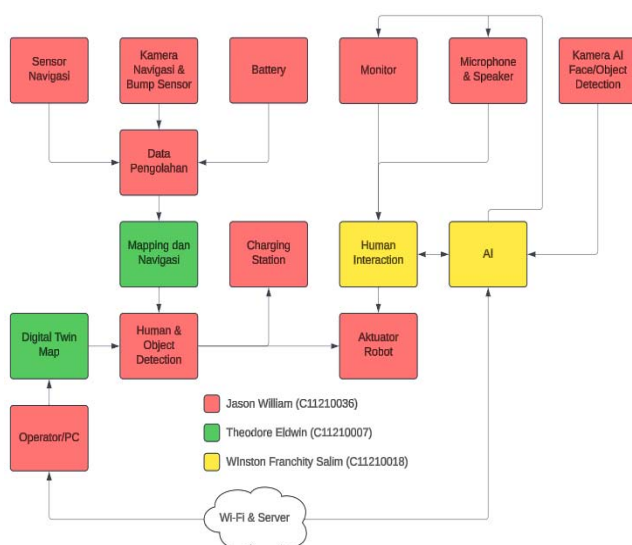 Sensor
Navigasi
Kamera
Navigasi &
Bump Sensor
Battery
Monitor
Microphone
& Speaker
Kamera AI
Face/Object
Detection
Data
Pengolahan
Mapping dan
Navigasi
Charging
Station
Human
Interaction
AI
Digital Twin
Map
Human &
Object
Detection
Aktuator
Robot
Operator/PC
Jason William (C11210036)
Theodore Eldwin (C11210007)
WInston Franchity Salim (C11210018)
Wi-Fi & Server